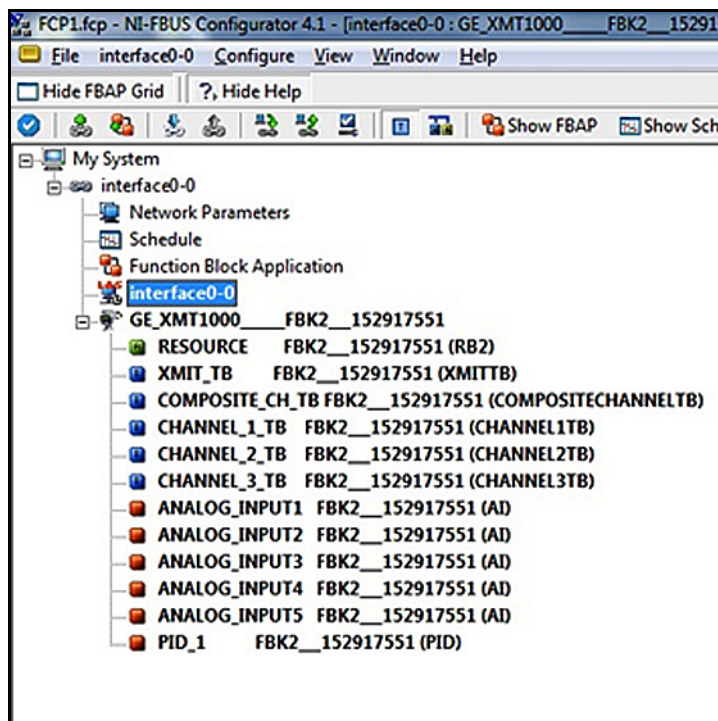 FCP1.fcp - NI-FBUS Configurator 4.1 - [interface0-0 : GE_XMT1000_____FBK2__15291
File interface0-0 Configure View Window Help
Hide FBAP Grid ?, Hide Help
Show FBAP Show Sch
My System
interface0-0
Network Parameters
Schedule
Function Block Application
interface0-0
GE_XMT1000_____FBK2__152917551
RESOURCE FBK2__152917551 (RB2)
XMIT_TB FBK2__152917551 (XMITTB)
COMPOSITE_CH_TB FBK2__152917551 (COMPOSITECHANNELTB)
CHANNEL_1_TB FBK2__152917551 (CHANNEL1TB)
CHANNEL_2_TB FBK2__152917551 (CHANNEL2TB)
CHANNEL_3_TB FBK2__152917551 (CHANNEL3TB)
ANALOG_INPUT1 FBK2__152917551 (AI)
ANALOG_INPUT2 FBK2__152917551 (AI)
ANALOG_INPUT3 FBK2__152917551 (AI)
ANALOG_INPUT4 FBK2__152917551 (AI)
ANALOG_INPUT5 FBK2__152917551 (AI)
PID_1 FBK2__152917551 (PID)